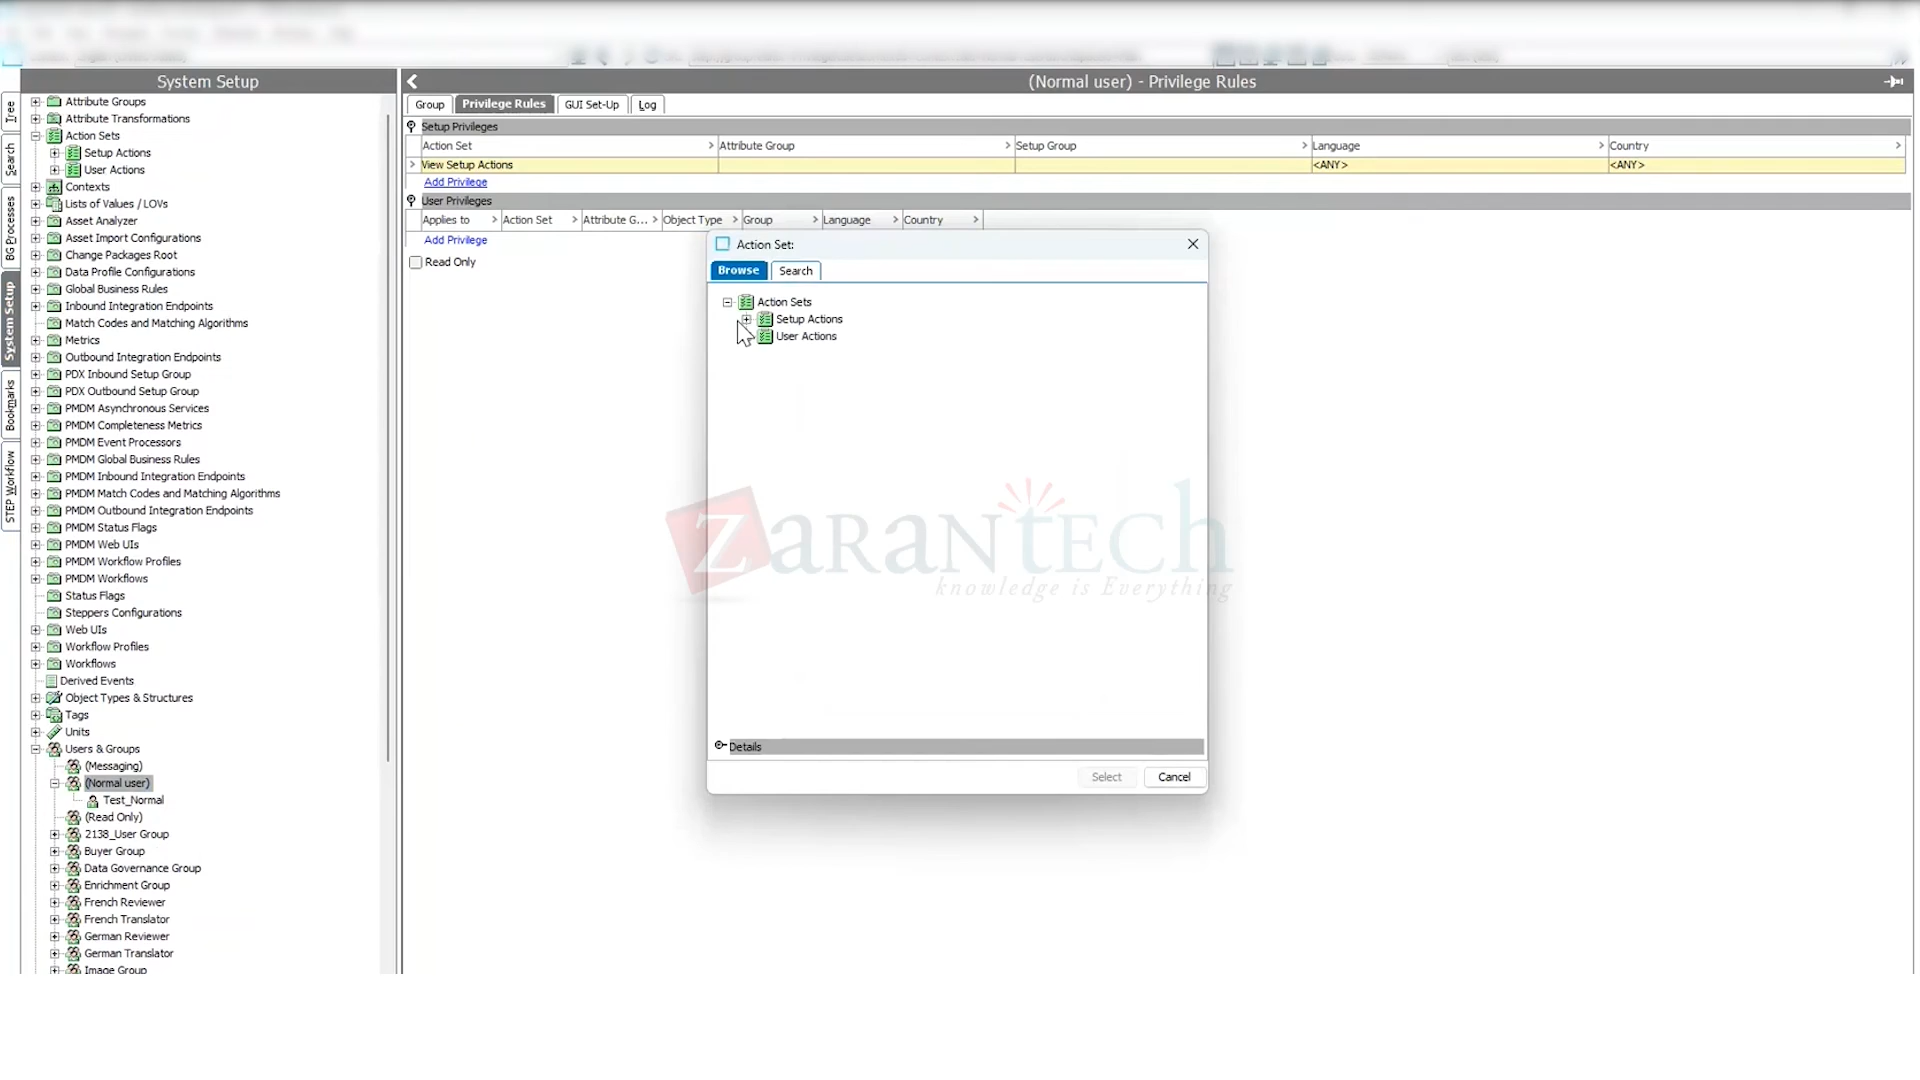 System Setup
(Normal user) - Privilege Rules
Tree
Search
BG Processes
System Setup
Bookmarks
STEP Workflow
Attribute Groups
Attribute Transformations
Action Sets
Setup Actions
User Actions
Contexts
Lists of Values / LOVs
Asset Analyzer
Asset Import Configurations
Change Packages Root
Data Profile Configurations
Global Business Rules
Inbound Integration Endpoints
Match Codes and Matching Algorithms
Metrics
Outbound Integration Endpoints
PDX Inbound Setup Group
PDX Outbound Setup Group
PMDM Asynchronous Services
PMDM Completeness Metrics
PMDM Event Processors
PMDM Global Business Rules
PMDM Inbound Integration Endpoints
PMDM Match Codes and Matching Algorithms
PMDM Outbound Integration Endpoints
PMDM Status Flags
PMDM Web UIs
PMDM Workflow Profiles
PMDM Workflows
Status Flags
Steppers Configurations
Web UIs
Workflow Profiles
Workflows
Derived Events
Object Types & Structures
Tags
Units
Users & Groups
(Messaging)
(Normal user)
Test_Normal
(Read Only)
2138_User Group
Buyer Group
Data Governance Group
Enrichment Group
French Reviewer
French Translator
German Reviewer
German Translator
Image Group
Group Privilege Rules GUI Set-Up Log
Setup Privileges
Action Set > Attribute Group > Setup Group > Language > Country >
> View Setup Actions <ANY> <ANY>
Add Privilege
User Privileges
Applies to > Action Set > Attribute G... > Object Type > Group > Language > Country >
Add Privilege
Read Only
Action Set:
Browse Search
Action Sets
Setup Actions
User Actions
ZaranTech
knowledge is Everything
Details
Select Cancel